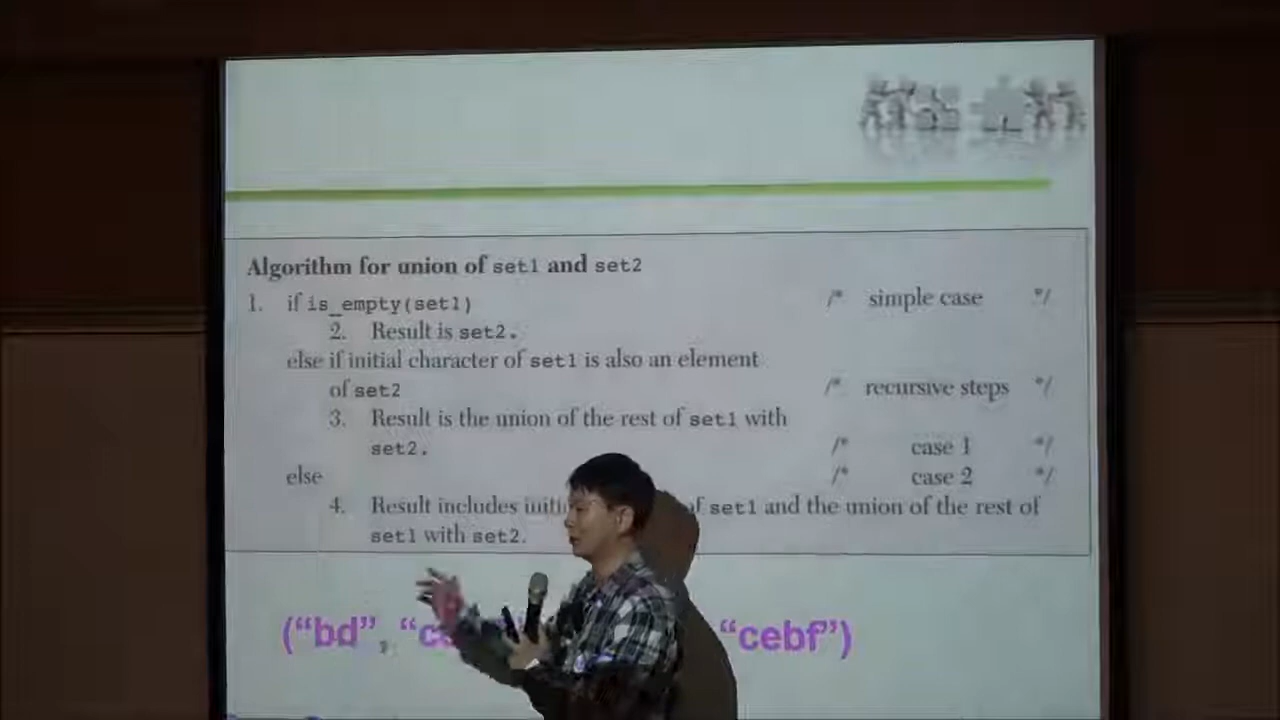 Algorithm for union of set1 and set2
1. if is_empty(set1) /* simple case */
2. Result is set2.
else if initial character of set1 is also an element
of set2 /* recursive steps */
3. Result is the union of the rest of set1 with
set2. /* case 1 */
else /* case 2 */
4. Result includes of set1 and the union of the rest of
set1 with set2.
("bd", "cebf")